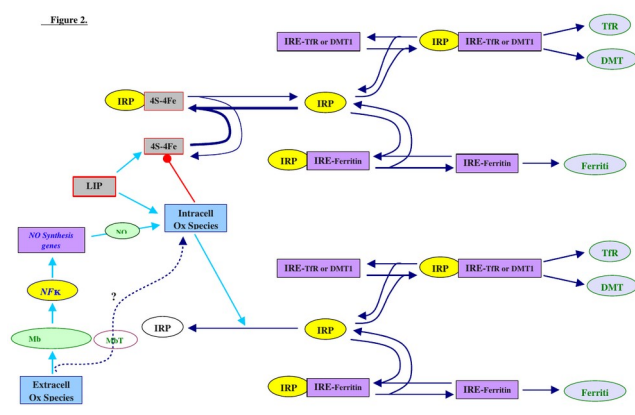 Figure 2.
IRE-TfR or DMT1
IRP
IRE-TfR or DMT1
TfR
DMT
IRP
4S-4Fe
IRP
4S-4Fe
IRP
IRE-Ferritin
IRE-Ferritin
Ferriti
LIP
Intracell
Ox Species
NO Synthesis
genes
NO
IRE-TfR or DMT1
IRP
IRE-TfR or DMT1
TfR
DMT
NFK
?
Mb
MbT
IRP
IRP
Extracell
Ox Species
IRP
IRE-Ferritin
IRE-Ferritin
Ferriti